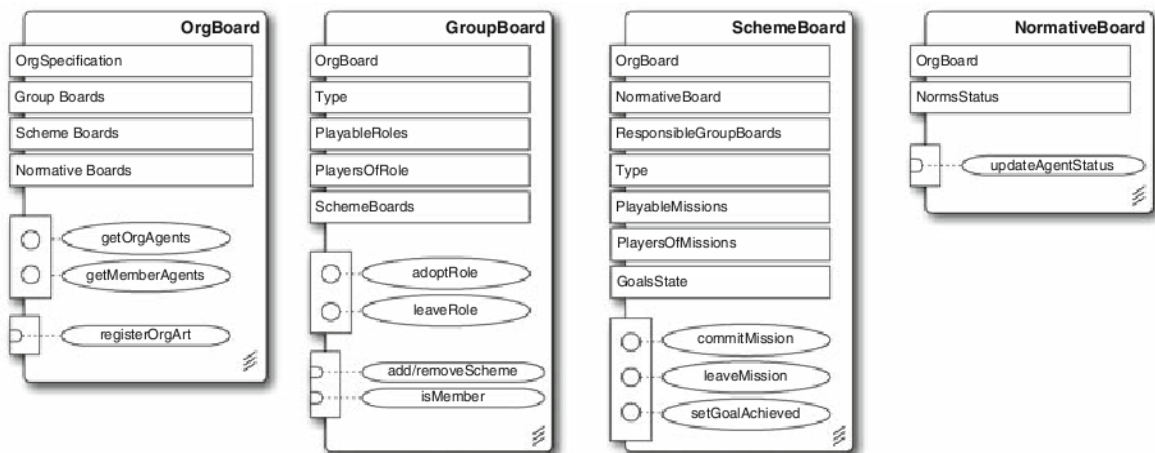 OrgBoard
OrgSpecification
Group Boards
Scheme Boards
Normative Boards
getOrgAgents
getMemberAgents
registerOrgArt
GroupBoard
OrgBoard
Type
PlayableRoles
PlayersOfRole
SchemeBoards
adoptRole
leaveRole
add/removeScheme
isMember
SchemeBoard
OrgBoard
NormativeBoard
ResponsibleGroupBoards
Type
PlayableMissions
PlayersOfMissions
GoalsState
commitMission
leaveMission
setGoalAchieved
NormativeBoard
OrgBoard
NormsStatus
updateAgentStatus